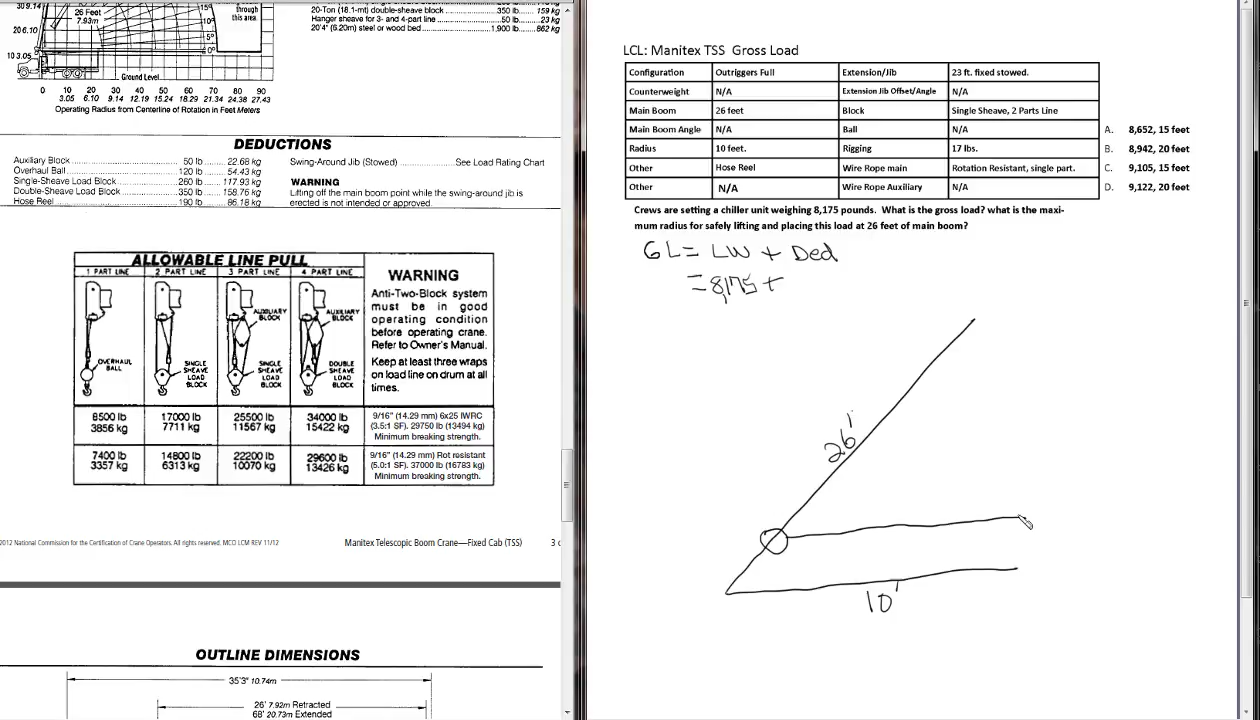 30 9.14
20 6.10
10 3.05
26 Feet
7.93m
15°
10°
5°
0°
through
this area
Ground Level
0 10 20 30 40 50 60 70 80 90
3.05 6.10 9.14 12.19 15.24 18.29 21.34 24.38 27.43
Operating Radius from Centerline of Rotation in Feet Meters
20-Ton (18.1-mt) double-sheave block 350 lb. 159 kg
Hanger sheave for 3- and 4-part line 50 lb. 23 kg
20'4" (6.20m) steel or wood bed 1,900 lb. 862 kg
DEDUCTIONS
Auxiliary Block 50 lb 22.68 kg
Overhaul Ball 120 lb 54.43 kg
Single-Sheave Load Block 260 lb 117.93 kg
Double-Sheave Load Block 350 lb 158.76 kg
Hose Reel 190 lb 86.18 kg
Swing-Around Jib (Stowed) See Load Rating Chart
WARNING
Lifting off the main boom point while the swing-around jib is
erected is not intended or approved.
ALLOWABLE LINE PULL
1 PART LINE 2 PART LINE 3 PART LINE 4 PART LINE
OVERHAUL
BALL
SINGLE
SHEAVE
LOAD
BLOCK
AUXILIARY
BLOCK
SINGLE
SHEAVE
LOAD
BLOCK
AUXILIARY
BLOCK
DOUBLE
SHEAVE
LOAD
BLOCK
WARNING
Anti-Two-Block system
must be in good
operating condition
before operating crane.
Refer to Owner's Manual.
Keep at least three wraps
on load line on drum at all
times.
8500 lb 17000 lb 25500 lb 34000 lb
3856 kg 7711 kg 11567 kg 15422 kg
9/16" (14.29 mm) 6x25 IWRC
(3.5:1 SF). 29750 lb (13494 kg)
Minimum breaking strength.
7400 lb 14800 lb 22200 lb 29600 lb
3357 kg 6313 kg 10070 kg 13426 kg
9/16" (14.29 mm) Rot resistant
(5.0:1 SF). 37000 lb (16783 kg)
Minimum breaking strength.
2012 National Commission for the Certification of Crane Operators. All rights reserved. MCO LCM REV 11/12
Manitex Telescopic Boom Crane—Fixed Cab (TSS)
3
OUTLINE DIMENSIONS
35'3" 10.74m
26' 7.92m Retracted
68' 20.73m Extended
LCL: Manitex TSS Gross Load
Configuration Outriggers Full Extension/Jib 23 ft. fixed stowed.
Counterweight N/A Extension Jib Offset/Angle N/A
Main Boom 26 feet Block Single Sheave, 2 Parts Line
Main Boom Angle N/A Ball N/A
Radius 10 feet. Rigging 17 lbs.
Other Hose Reel Wire Rope main Rotation Resistant, single part.
Other N/A Wire Rope Auxiliary N/A
A. 8,652, 15 feet
B. 8,942, 20 feet
C. 9,105, 15 feet
D. 9,122, 20 feet
Crews are setting a chiller unit weighing 8,175 pounds. What is the gross load? what is the maxi-
mum radius for safely lifting and placing this load at 26 feet of main boom?
GL= LW + Ded
=8,175 +
26'
10'